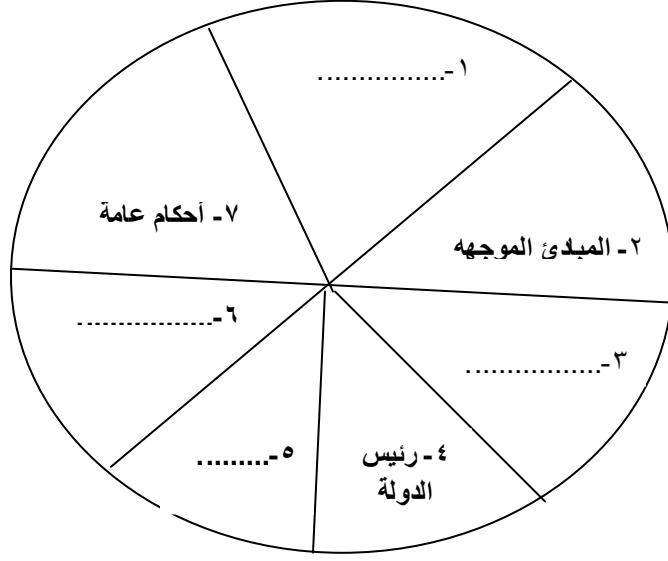 ١-................
٢- المبادئ الموجهه
٣-................
٤- رئيس
الدولة
٥-.........
٦-................
٧- أحكام عامة